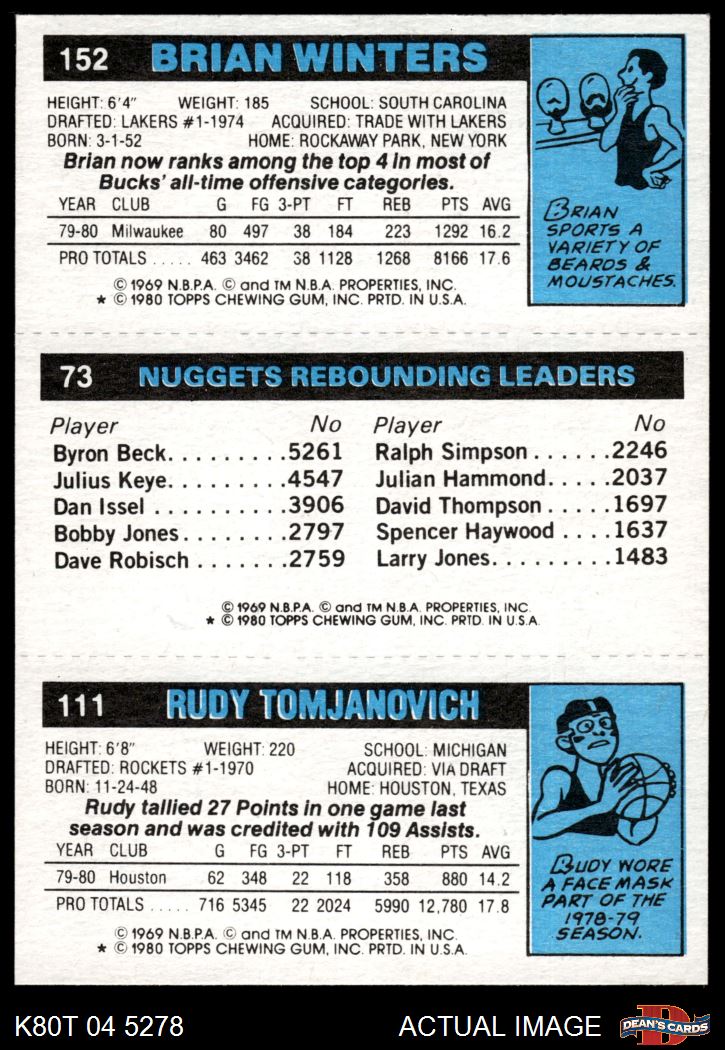 152 BRIAN WINTERS
HEIGHT: 6'4" WEIGHT: 185 SCHOOL: SOUTH CAROLINA
DRAFTED: LAKERS #1-1974 ACQUIRED: TRADE WITH LAKERS
BORN: 3-1-52 HOME: ROCKAWAY PARK, NEW YORK
Brian now ranks among the top 4 in most of
Bucks' all-time offensive categories.
YEAR CLUB G FG 3-PT FT REB PTS AVG
79-80 Milwaukee 80 497 38 184 223 1292 16.2
PRO TOTALS ..... 463 3462 38 1128 1268 8166 17.6
© 1969 N.B.P.A. © and TM N.B.A. PROPERTIES, INC.
* © 1980 TOPPS CHEWING GUM, INC. PRTD. IN U.S.A.
BRIAN
SPORTS A
VARIETY OF
BEARDS &
MOUSTACHES.
73 NUGGETS REBOUNDING LEADERS
Player No Player No
Byron Beck.........5261 Ralph Simpson......2246
Julius Keye.........4547 Julian Hammond.....2037
Dan Issel..........3906 David Thompson.....1697
Bobby Jones........2797 Spencer Haywood....1637
Dave Robisch.......2759 Larry Jones.........1483
© 1969 N.B.P.A. © and TM N.B.A. PROPERTIES, INC.
* © 1980 TOPPS CHEWING GUM, INC. PRTD. IN U.S.A.
111 RUDY TOMJANOVICH
HEIGHT: 6'8" WEIGHT: 220 SCHOOL: MICHIGAN
DRAFTED: ROCKETS #1-1970 ACQUIRED: VIA DRAFT
BORN: 11-24-48 HOME: HOUSTON, TEXAS
Rudy tallied 27 Points in one game last
season and was credited with 109 Assists.
YEAR CLUB G FG 3-PT FT REB PTS AVG
79-80 Houston 62 348 22 118 358 880 14.2
PRO TOTALS ..... 716 5345 22 2024 5990 12,780 17.8
© 1969 N.B.P.A. © and TM N.B.A. PROPERTIES, INC.
* © 1980 TOPPS CHEWING GUM, INC. PRTD. IN U.S.A.
RUDY WORE
A FACE MASK
PART OF THE
1978-79
SEASON.
K80T 04 5278 ACTUAL IMAGE D DEAN'S CARDS